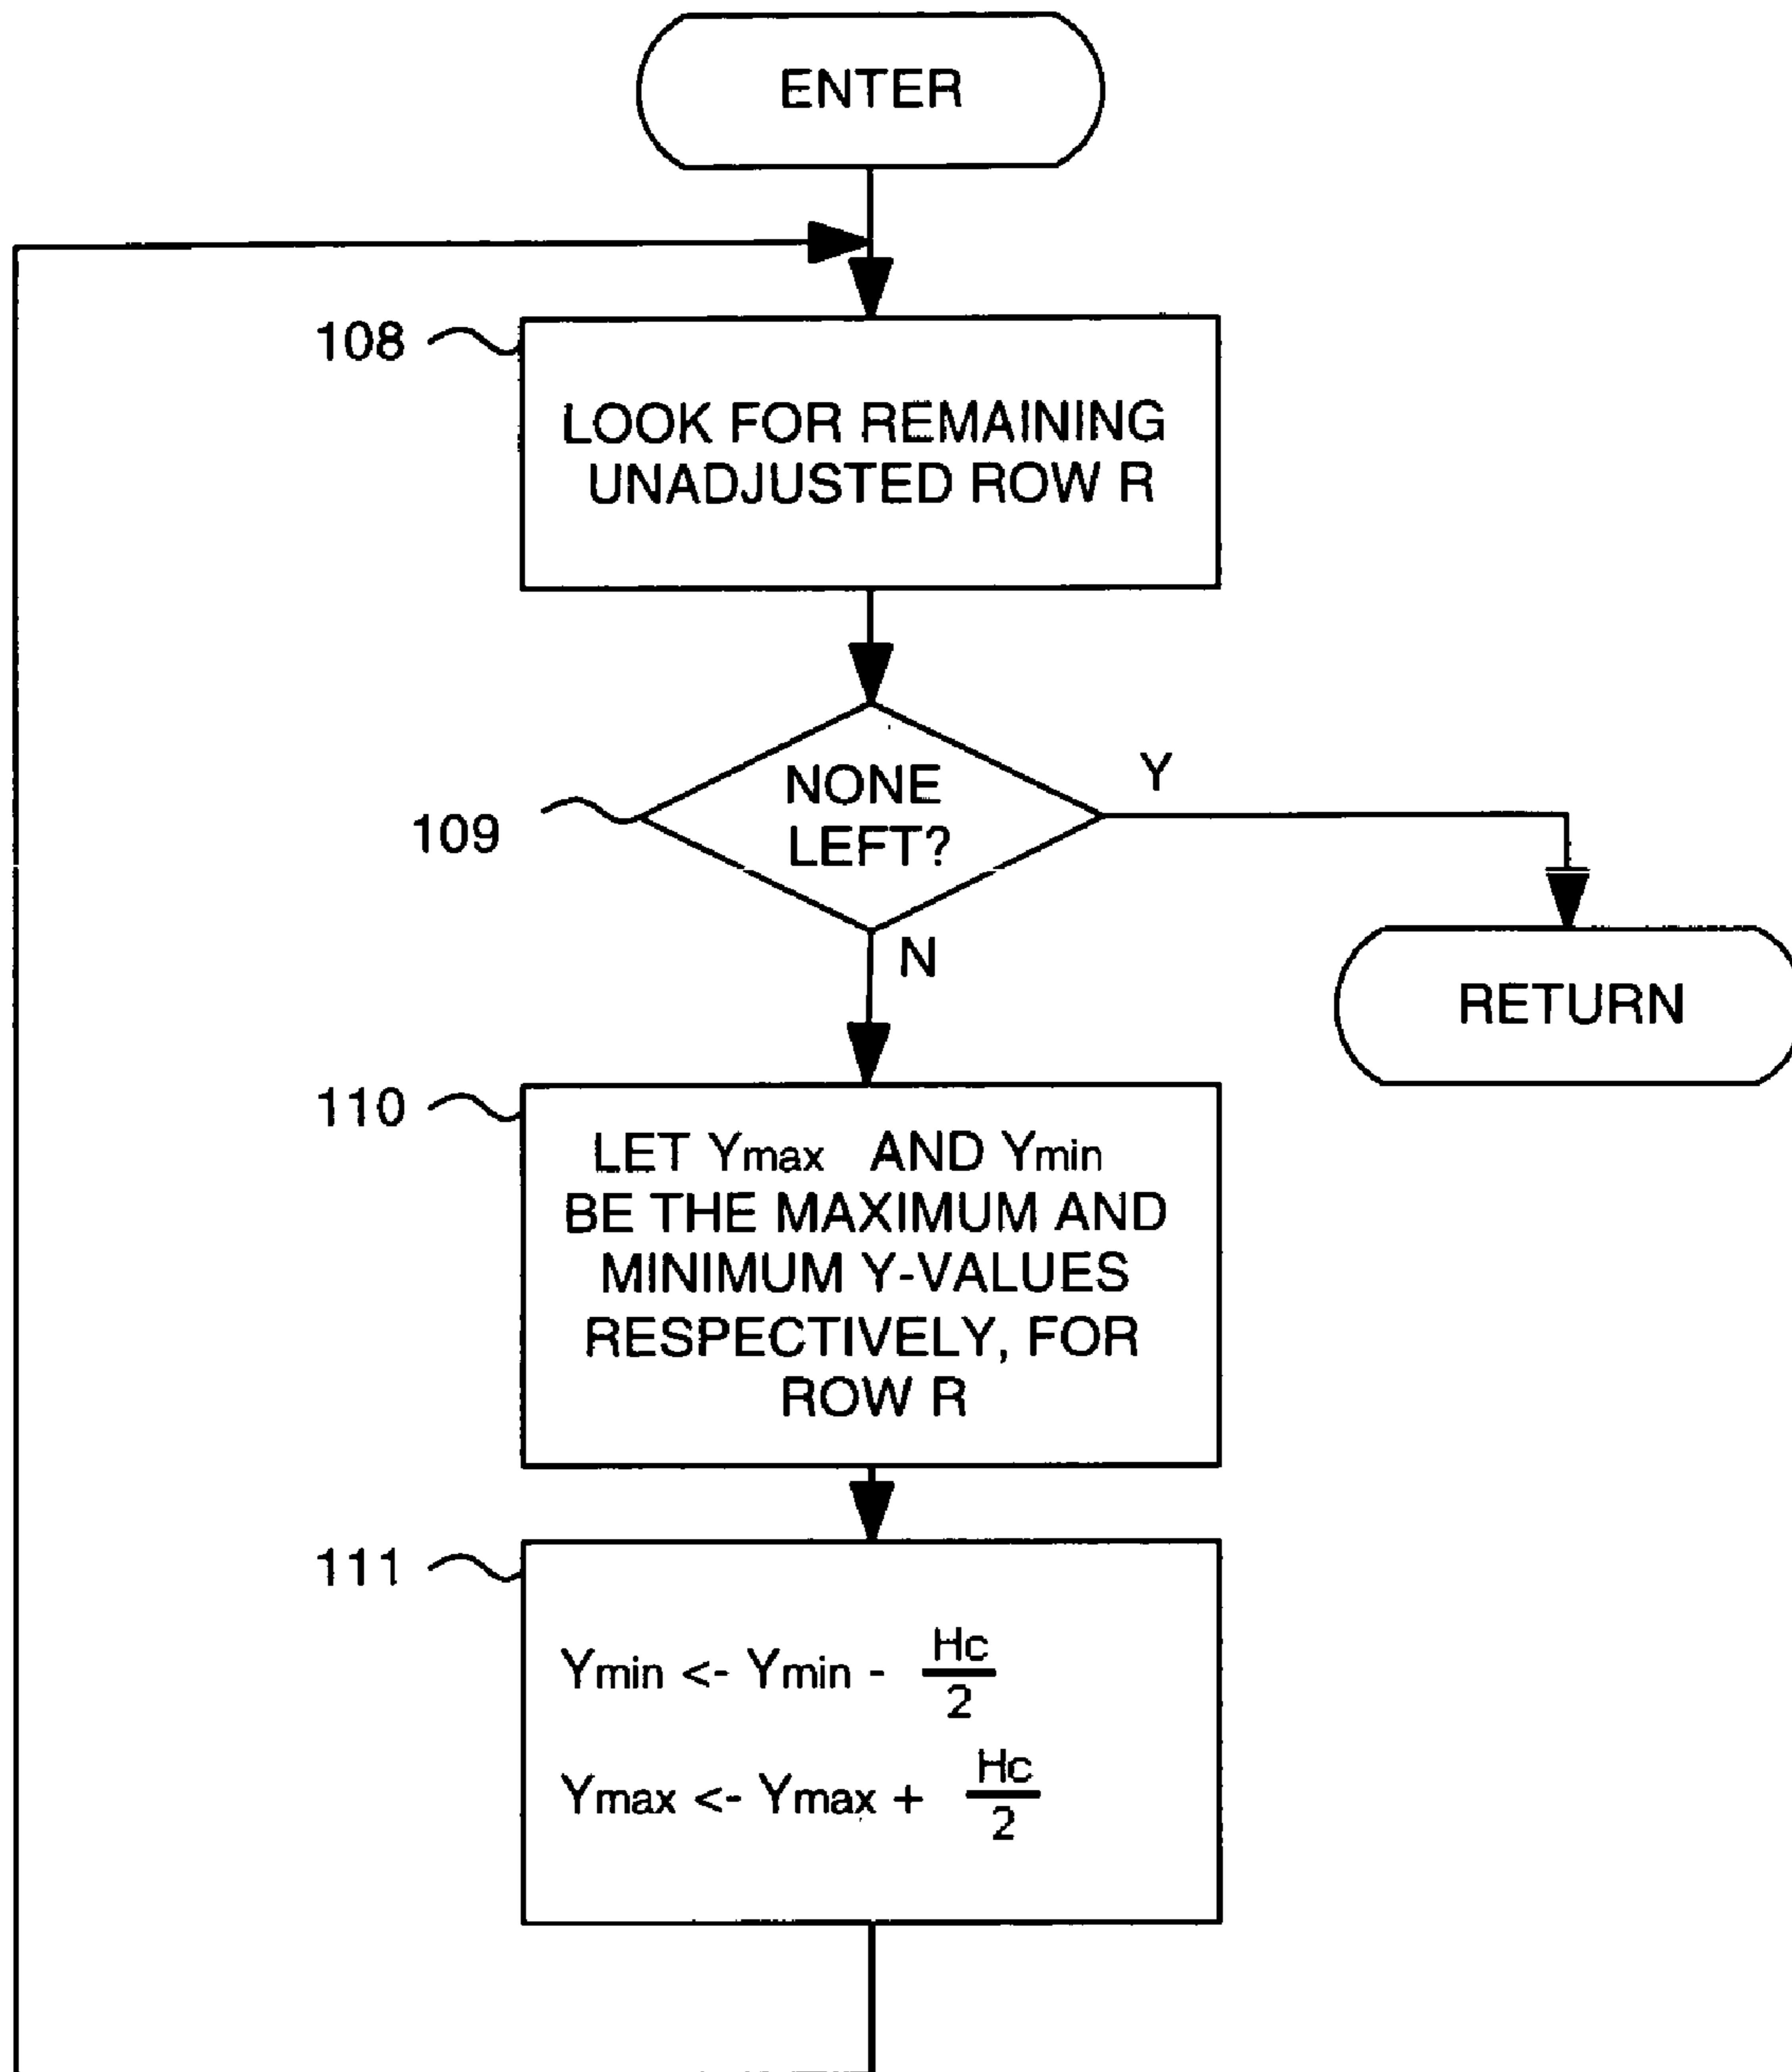 ENTER
108
LOOK FOR REMAINING
UNADJUSTED ROW R
109
NONE
LEFT?
Y
N
RETURN
110
LET Ymax AND Ymin
BE THE MAXIMUM AND
MINIMUM Y-VALUES
RESPECTIVELY, FOR
ROW R
111
Ymin <- Ymin - Hc/2
Ymax <- Ymax + Hc/2